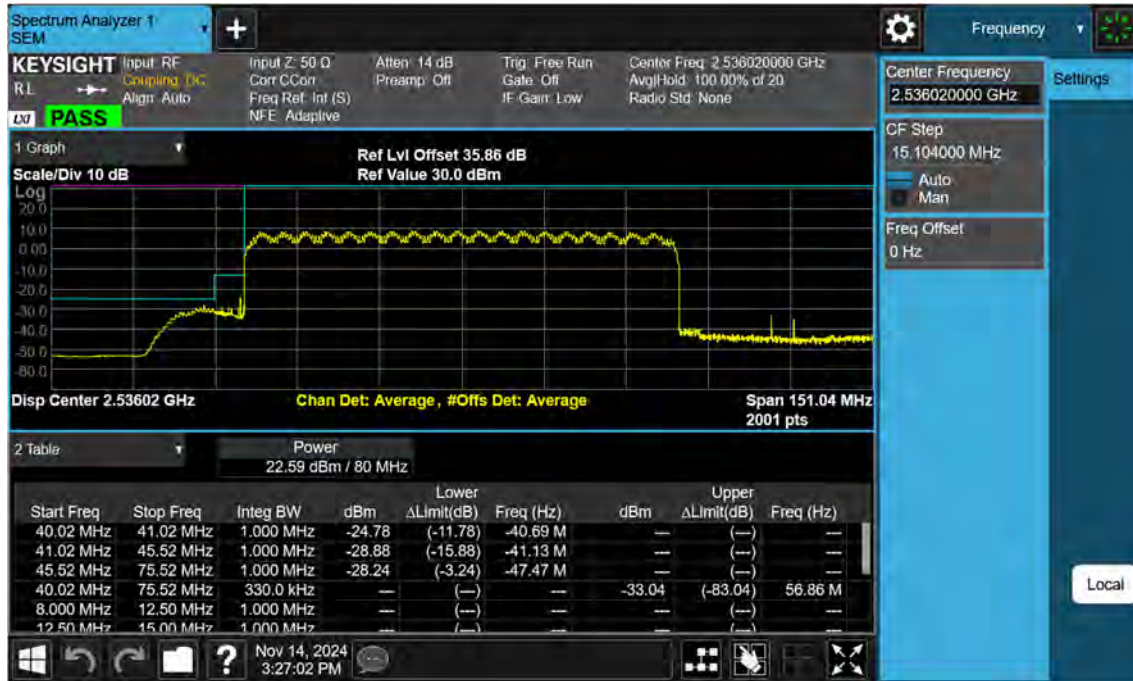 Spectrum Analyzer 1
SEM
+
Frequency
KEYSIGHT
RL
LXI
PASS
Input: RF
Coupling: DC
Align: Auto
Input Z: 50 Ω
Corr CCorr
Freq Ref: Int (S)
NFE: Adaptive
Atten: 14 dB
Preamp: Off
Trig: Free Run
Gate: Off
IF Gain: Low
Center Freq: 2.536020000 GHz
Avg|Hold: 100.00% of 20
Radio Std: None
Center Frequency
2.536020000 GHz
Settings
CF Step
15.104000 MHz
Auto
Man
Freq Offset
0 Hz
1 Graph
Scale/Div 10 dB
Ref Lvl Offset 35.86 dB
Ref Value 30.0 dBm
Log
20.0
10.0
0.00
-10.0
-20.0
-30.0
-40.0
-50.0
-60.0
Disp Center 2.53602 GHz
Chan Det: Average, #Offs Det: Average
Span 151.04 MHz
2001 pts
2 Table
Power
22.59 dBm / 80 MHz
Lower Upper
Start Freq Stop Freq Integ BW dBm ΔLimit(dB) Freq (Hz) dBm ΔLimit(dB) Freq (Hz)
40.02 MHz 41.02 MHz 1.000 MHz -24.78 (-11.78) -40.69 M --- (---) ---
41.02 MHz 45.52 MHz 1.000 MHz -28.88 (-15.88) -41.13 M --- (---) ---
45.52 MHz 75.52 MHz 1.000 MHz -28.24 (-3.24) -47.47 M --- (---) ---
40.02 MHz 75.52 MHz 330.0 kHz --- (---) --- -33.04 (-83.04) 56.86 M
8.000 MHz 12.50 MHz 1.000 MHz --- (---) --- --- (---) ---
12.50 MHz 15.00 MHz 1.000 MHz --- (---) --- --- (---) ---
Local
?
Nov 14, 2024
3:27:02 PM